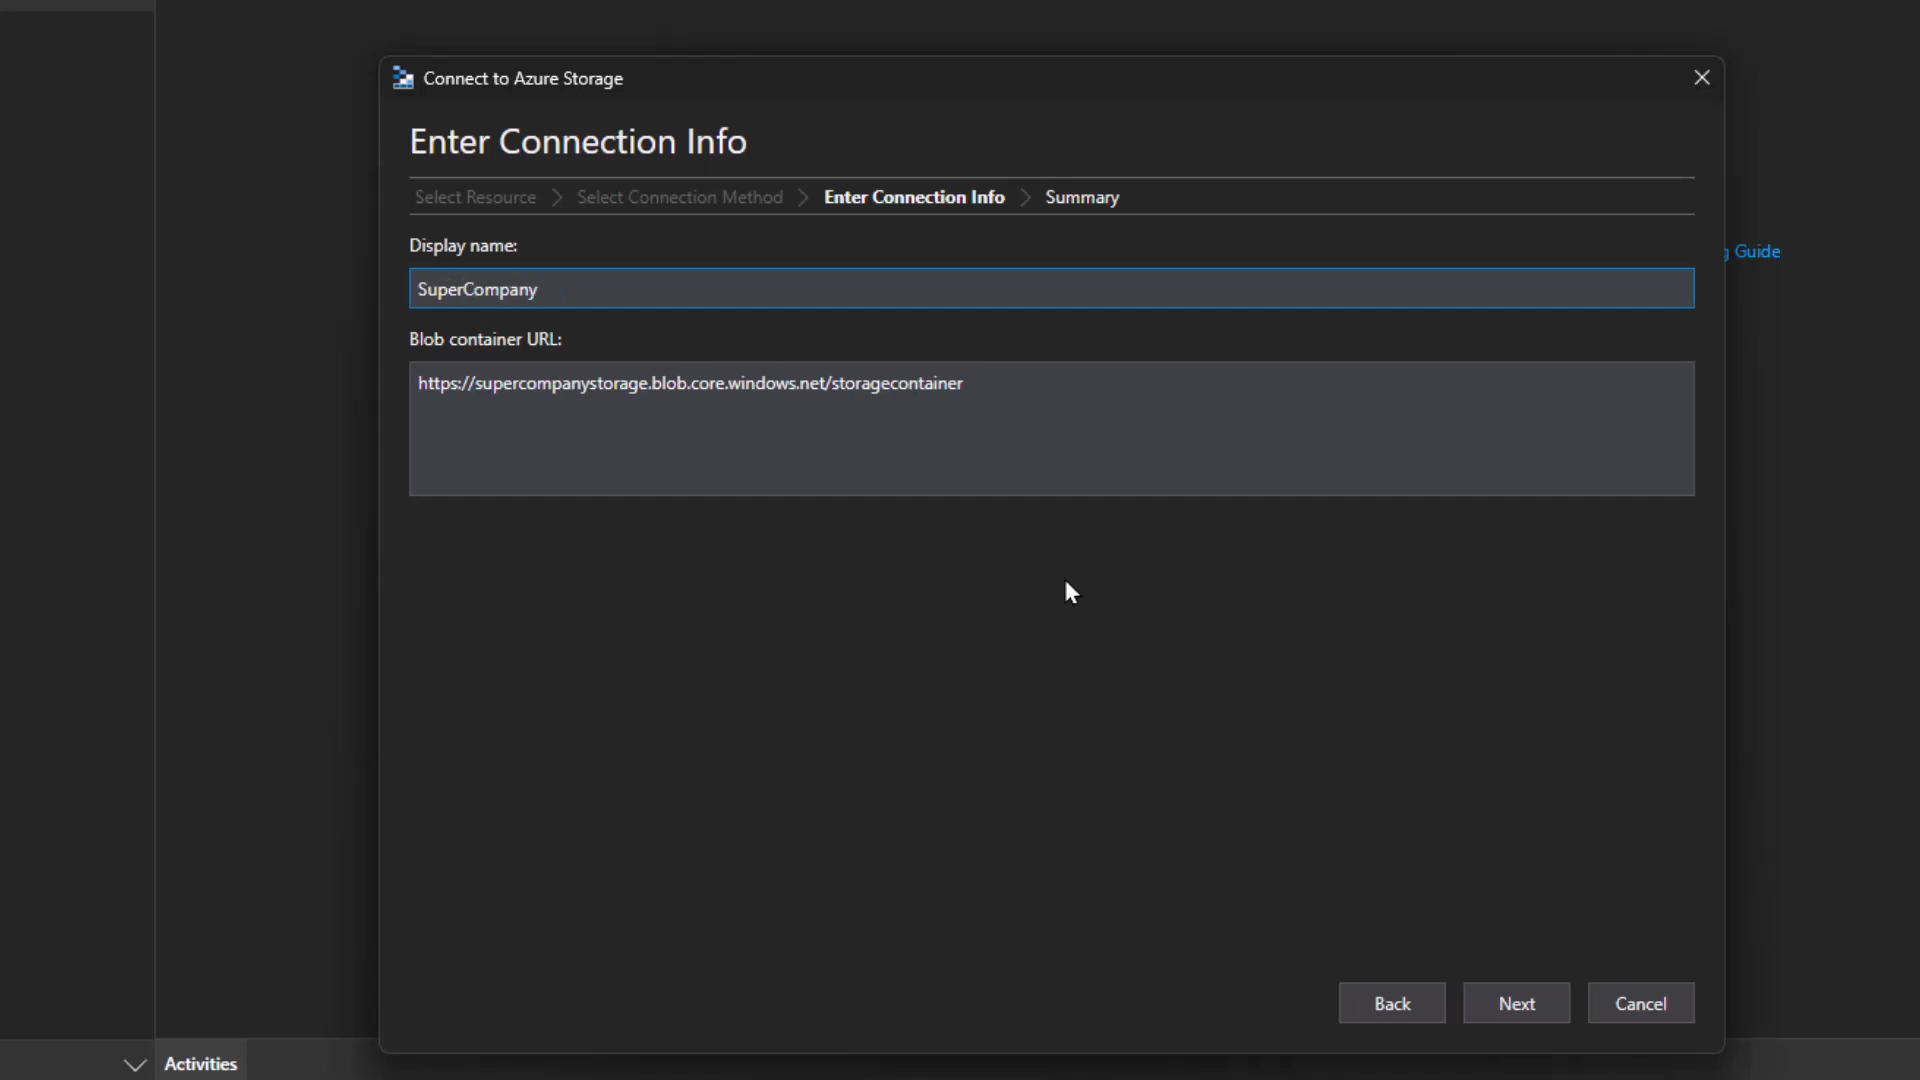 Connect to Azure Storage
Enter Connection Info
Select Resource > Select Connection Method > Enter Connection Info > Summary
Display name:
Guide
SuperCompany
Blob container URL:
https://supercompanystorage.blob.core.windows.net/storagecontainer
Back Next Cancel
Activities